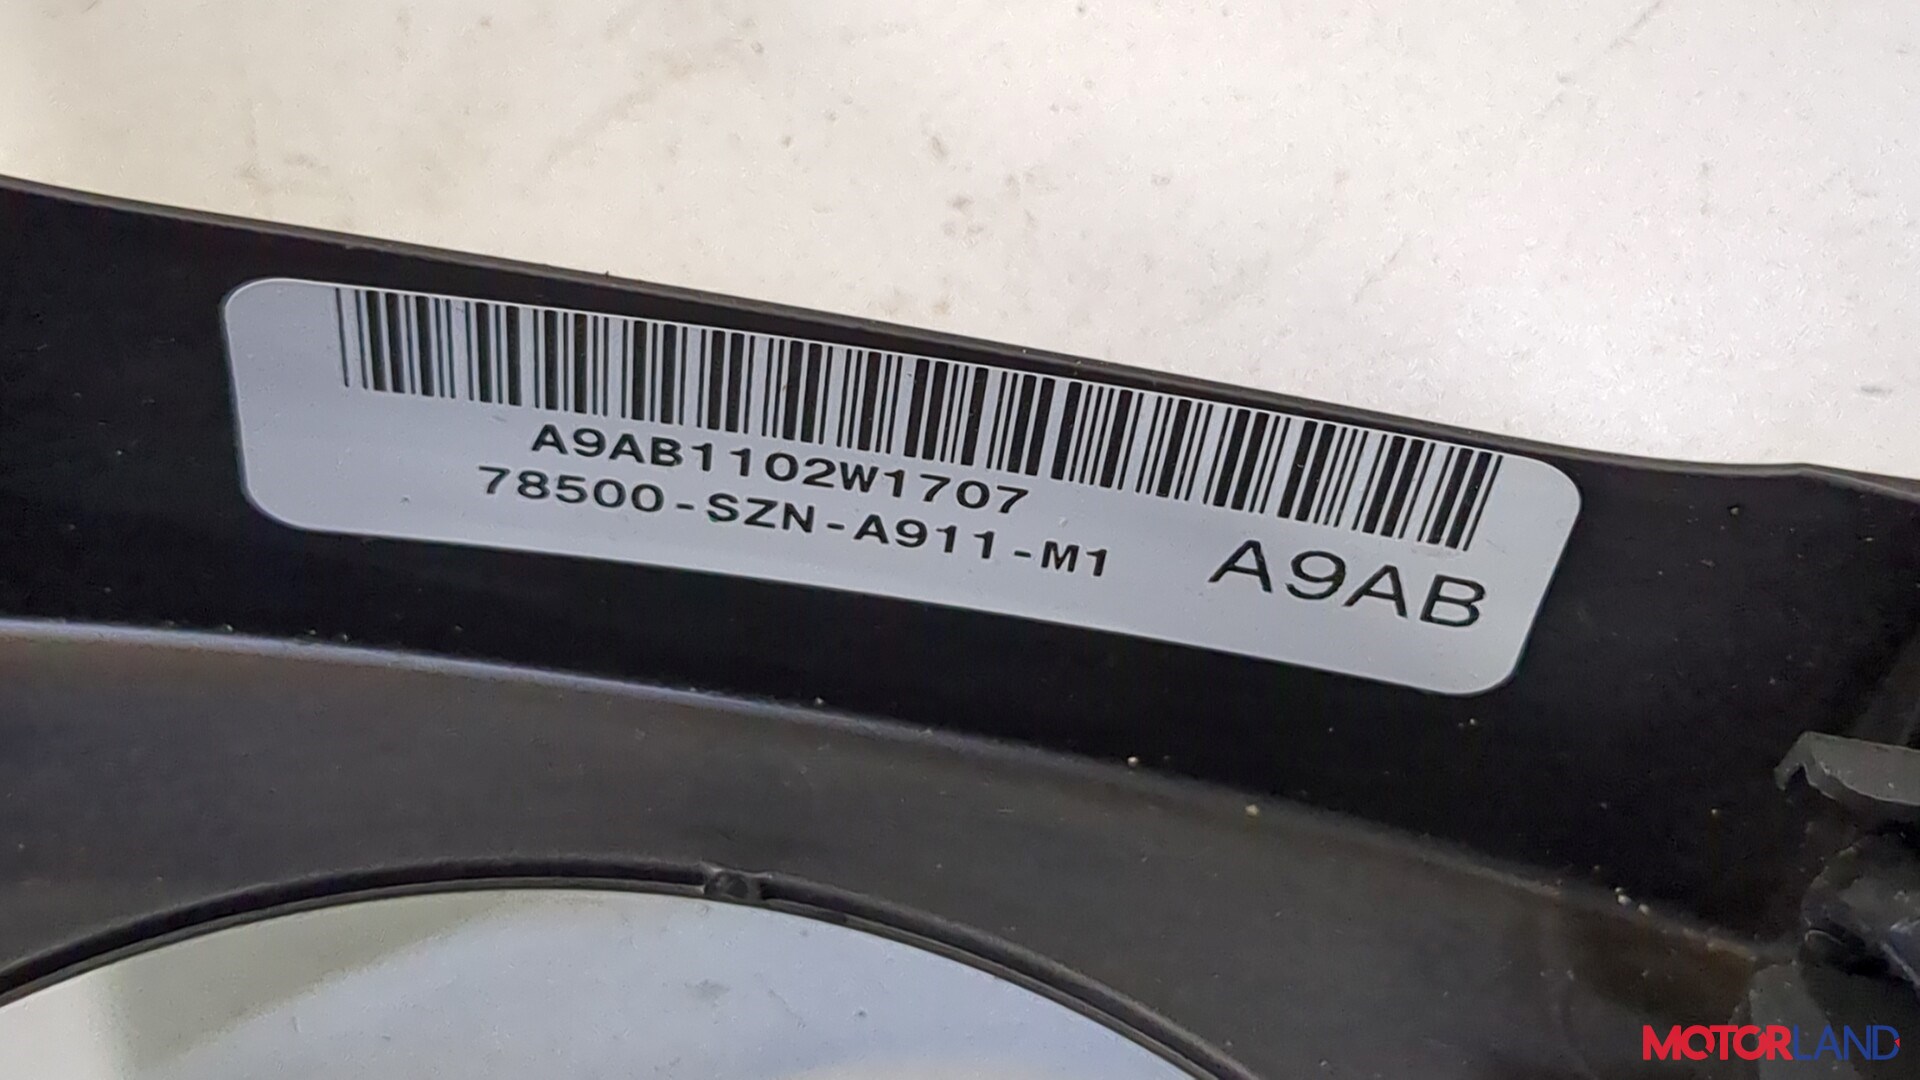 A9AB1102W1707
78500-SZN-A911-M1
A9AB
MOTORLAND